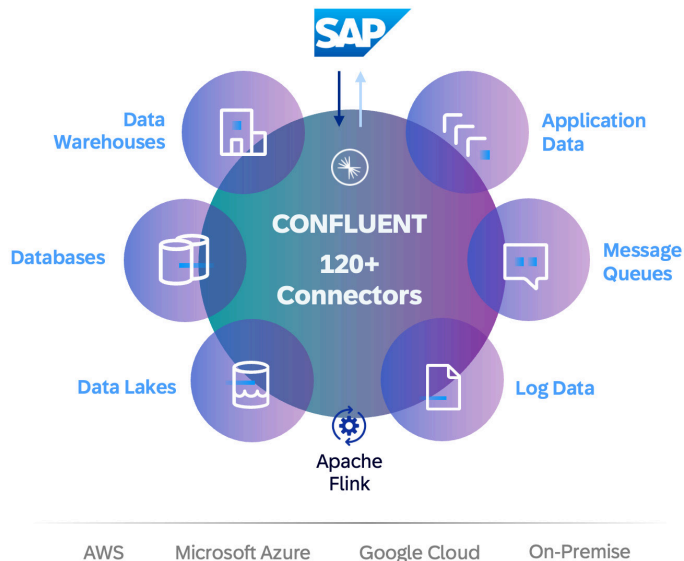 SAP
Data
Warehouses
Application
Data
CONFLUENT
120+
Connectors
Databases
Message
Queues
Data Lakes
Log Data
Apache
Flink
AWS
Microsoft Azure
Google Cloud
On-Premise